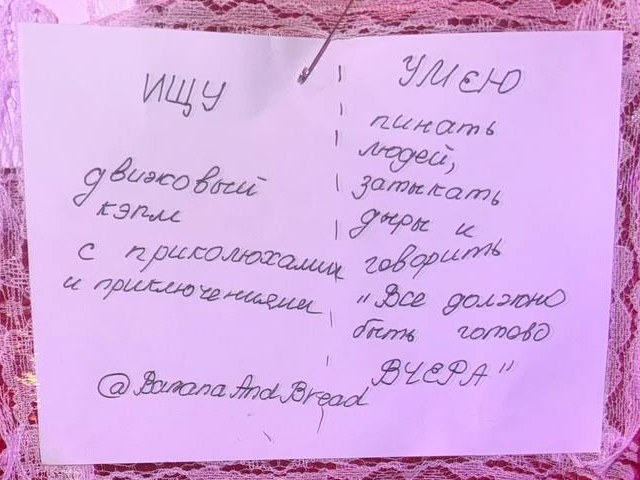 ИЩУ
движовый
кэпм
с приколюхами
и приключениями
@BananaAndBread
УМЕЮ
пинать
людей,
затыкать
дыры и
говорить
"Все должно
быть готово
ВЧЕРА"